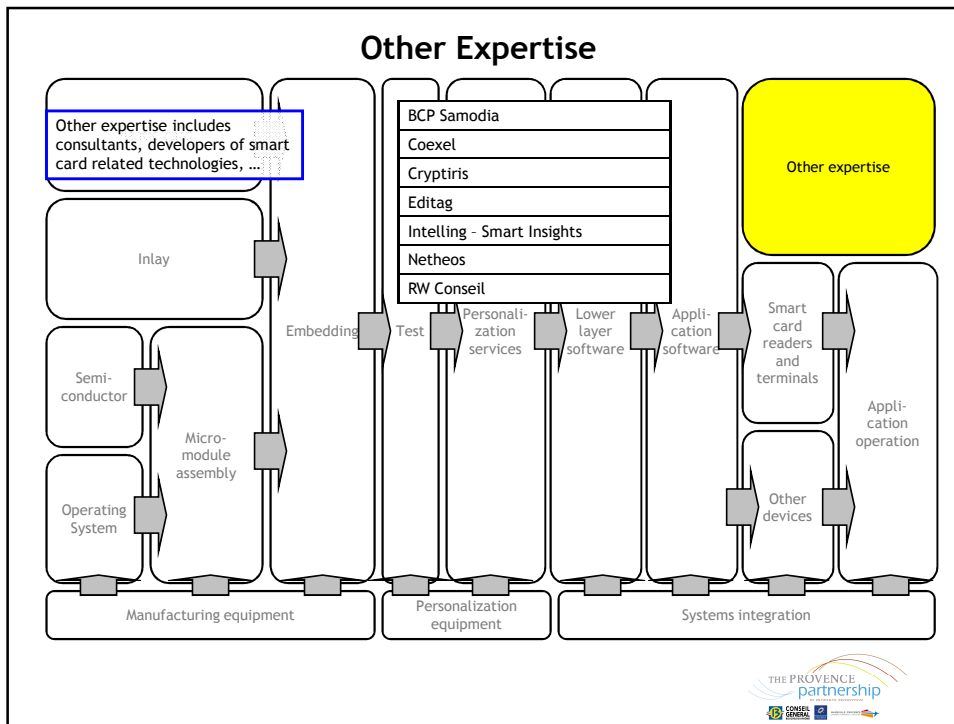 Other Expertise
Other expertise includes
consultants, developers of smart
card related technologies, …
BCP Samodia
Coexel
Cryptiris
Editag
Intelling – Smart Insights
Netheos
RW Conseil
Other expertise
Inlay
Embedding
Test
Personali-
zation
services
Lower
layer
software
Appli-
cation
software
Smart
card
readers
and
terminals
Semi-
conductor
Micro-
module
assembly
Appli-
cation
operation
Operating
System
Other
devices
Manufacturing equipment
Personalization
equipment
Systems integration
THE PROVENCE
partnership
CONSEIL
GENERAL